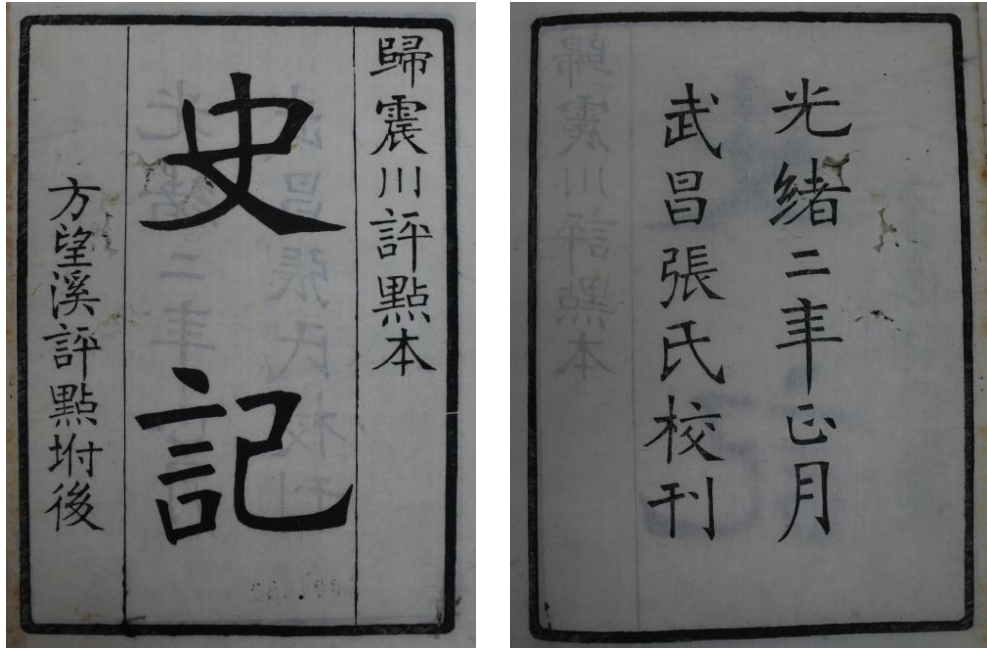 歸震川評點本
史記
方望溪評點坿後
光緒二年正月
武昌張氏校刊